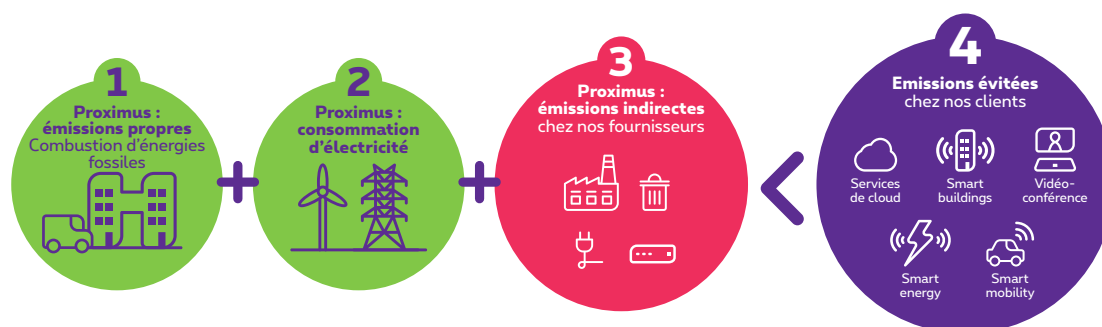 1
Proximus :
émissions propres
Combustion d'énergies
fossiles
+
2
Proximus :
consommation
d'électricité
+
3
Proximus :
émissions indirectes
chez nos fournisseurs
<
4
Emissions évitées
chez nos clients
Services
de cloud
Smart
buildings
Vidéo-
conférence
Smart
energy
Smart
mobility